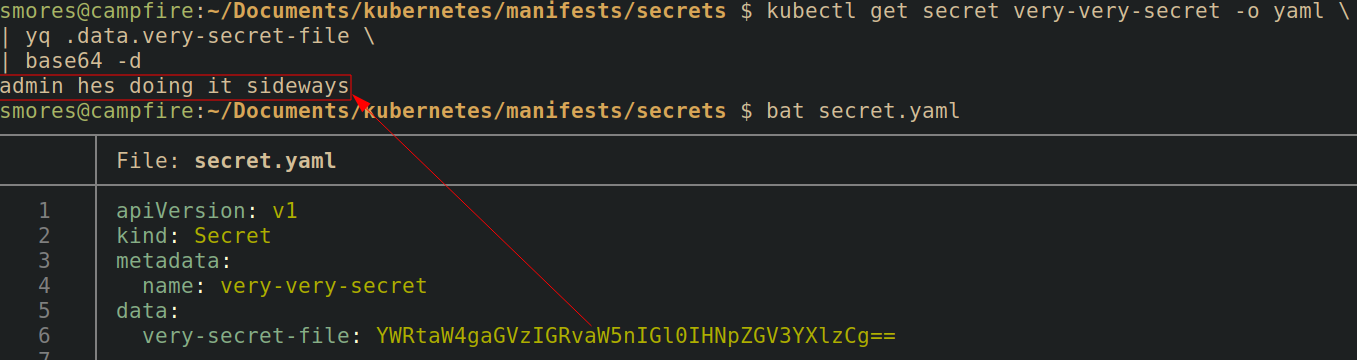 smores@campfire:~/Documents/kubernetes/manifests/secrets $ kubectl get secret very-very-secret -o yaml \
| yq .data.very-secret-file \
| base64 -d
admin hes doing it sideways
smores@campfire:~/Documents/kubernetes/manifests/secrets $ bat secret.yaml
File: secret.yaml
1 apiVersion: v1
2 kind: Secret
3 metadata:
4 name: very-very-secret
5 data:
6 very-secret-file: YWRtaW4gaGVzIGRvaW5nIGl0IHNpZGV3YXlzCg==
7